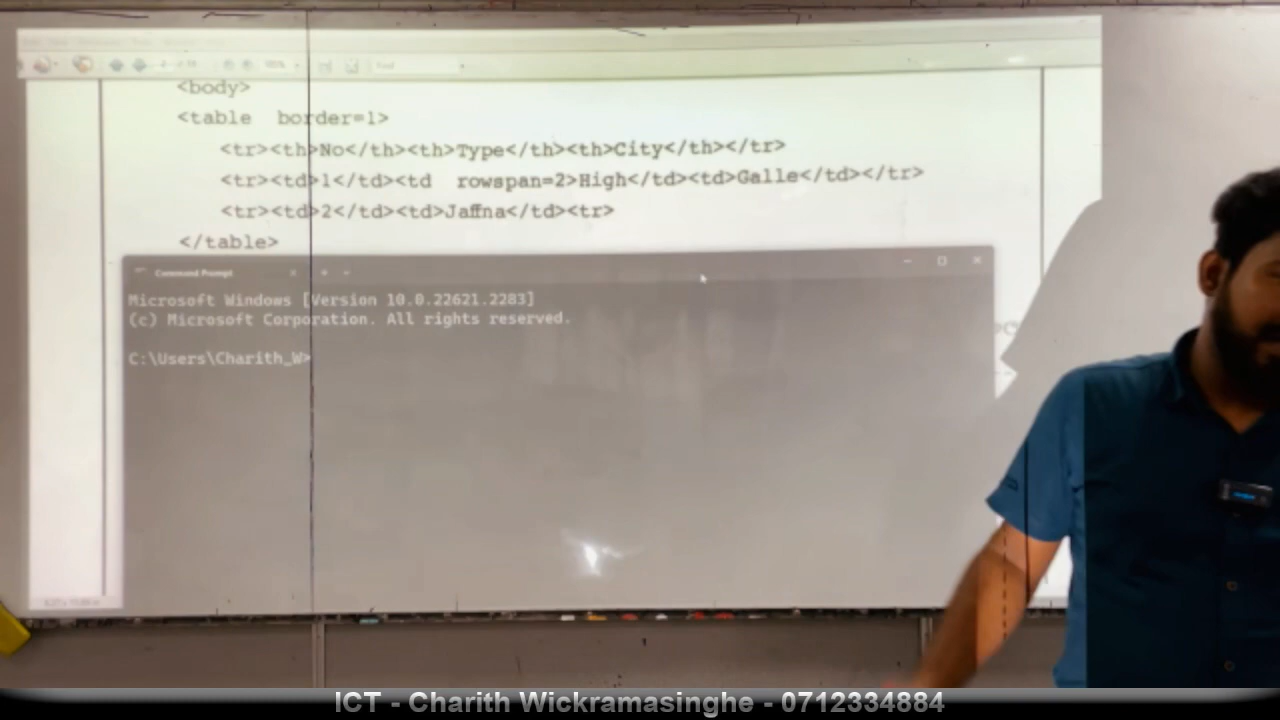 <body>
<table border=1>
<tr><th>No</th><th>Type</th><th>City</th></tr>
<tr><td>1</td><td rowspan=2>High</td><td>Galle</td></tr>
<tr><td>2</td><td>Jaffna</td><tr>
</table>
Command Prompt
Microsoft Windows [Version 10.0.22621.2283]
(c) Microsoft Corporation. All rights reserved.
C:\Users\Charith_W>
ICT - Charith Wickramasinghe - 0712334884